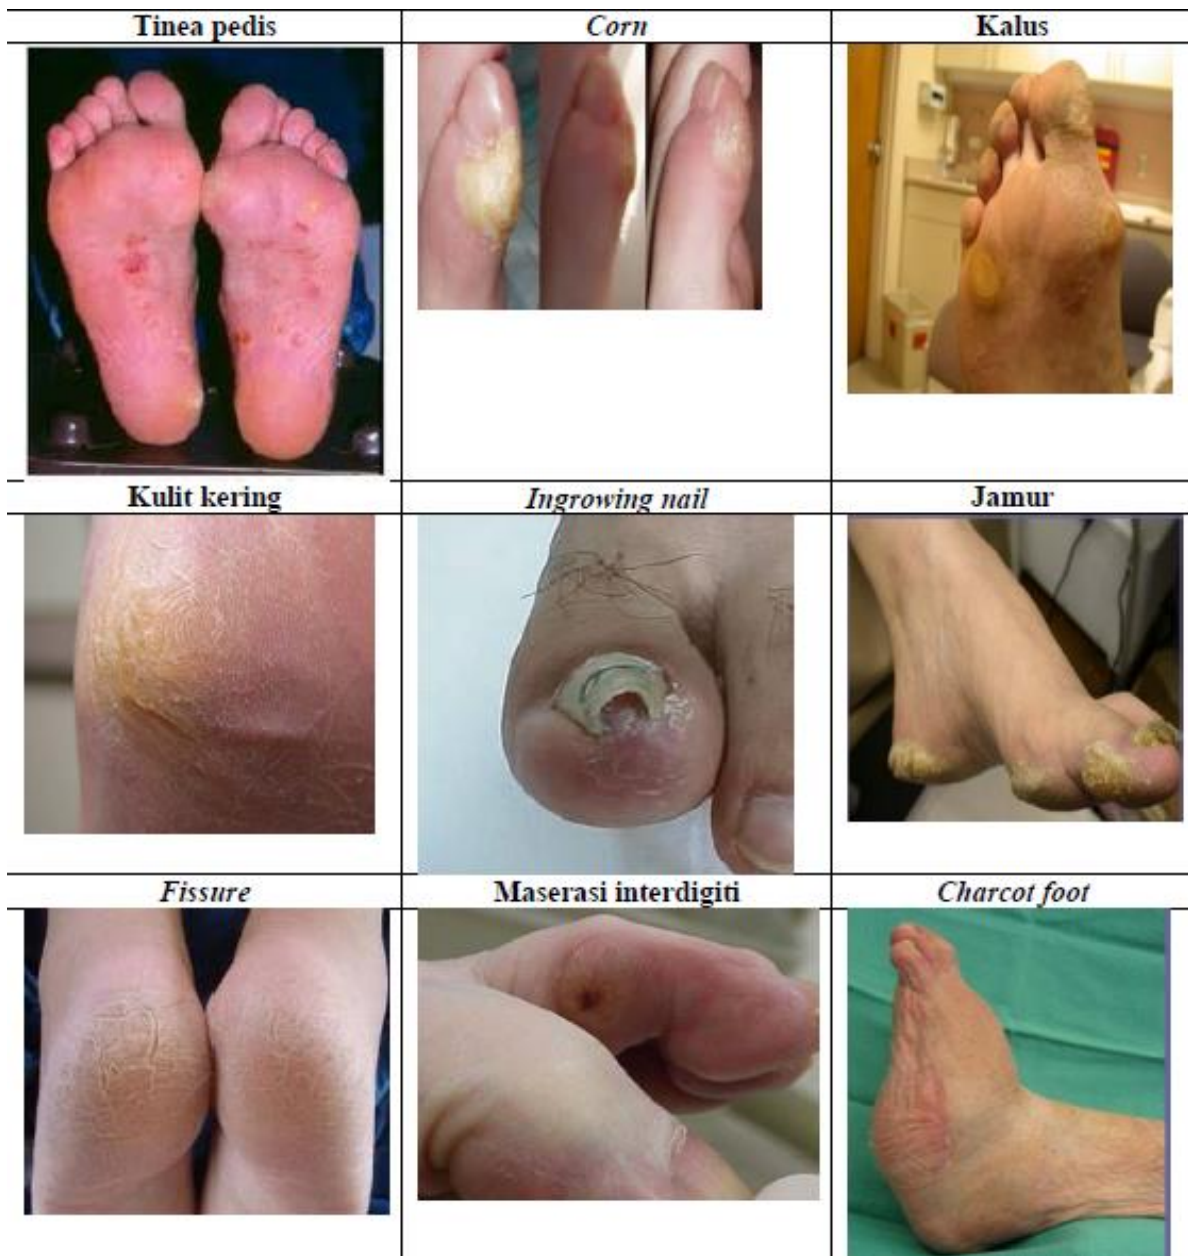 Tinea pedis
Corn
Kalus
Kulit kering
Ingrowing nail
Jamur
Fissure
Maserasi interdigiti
Charcot foot